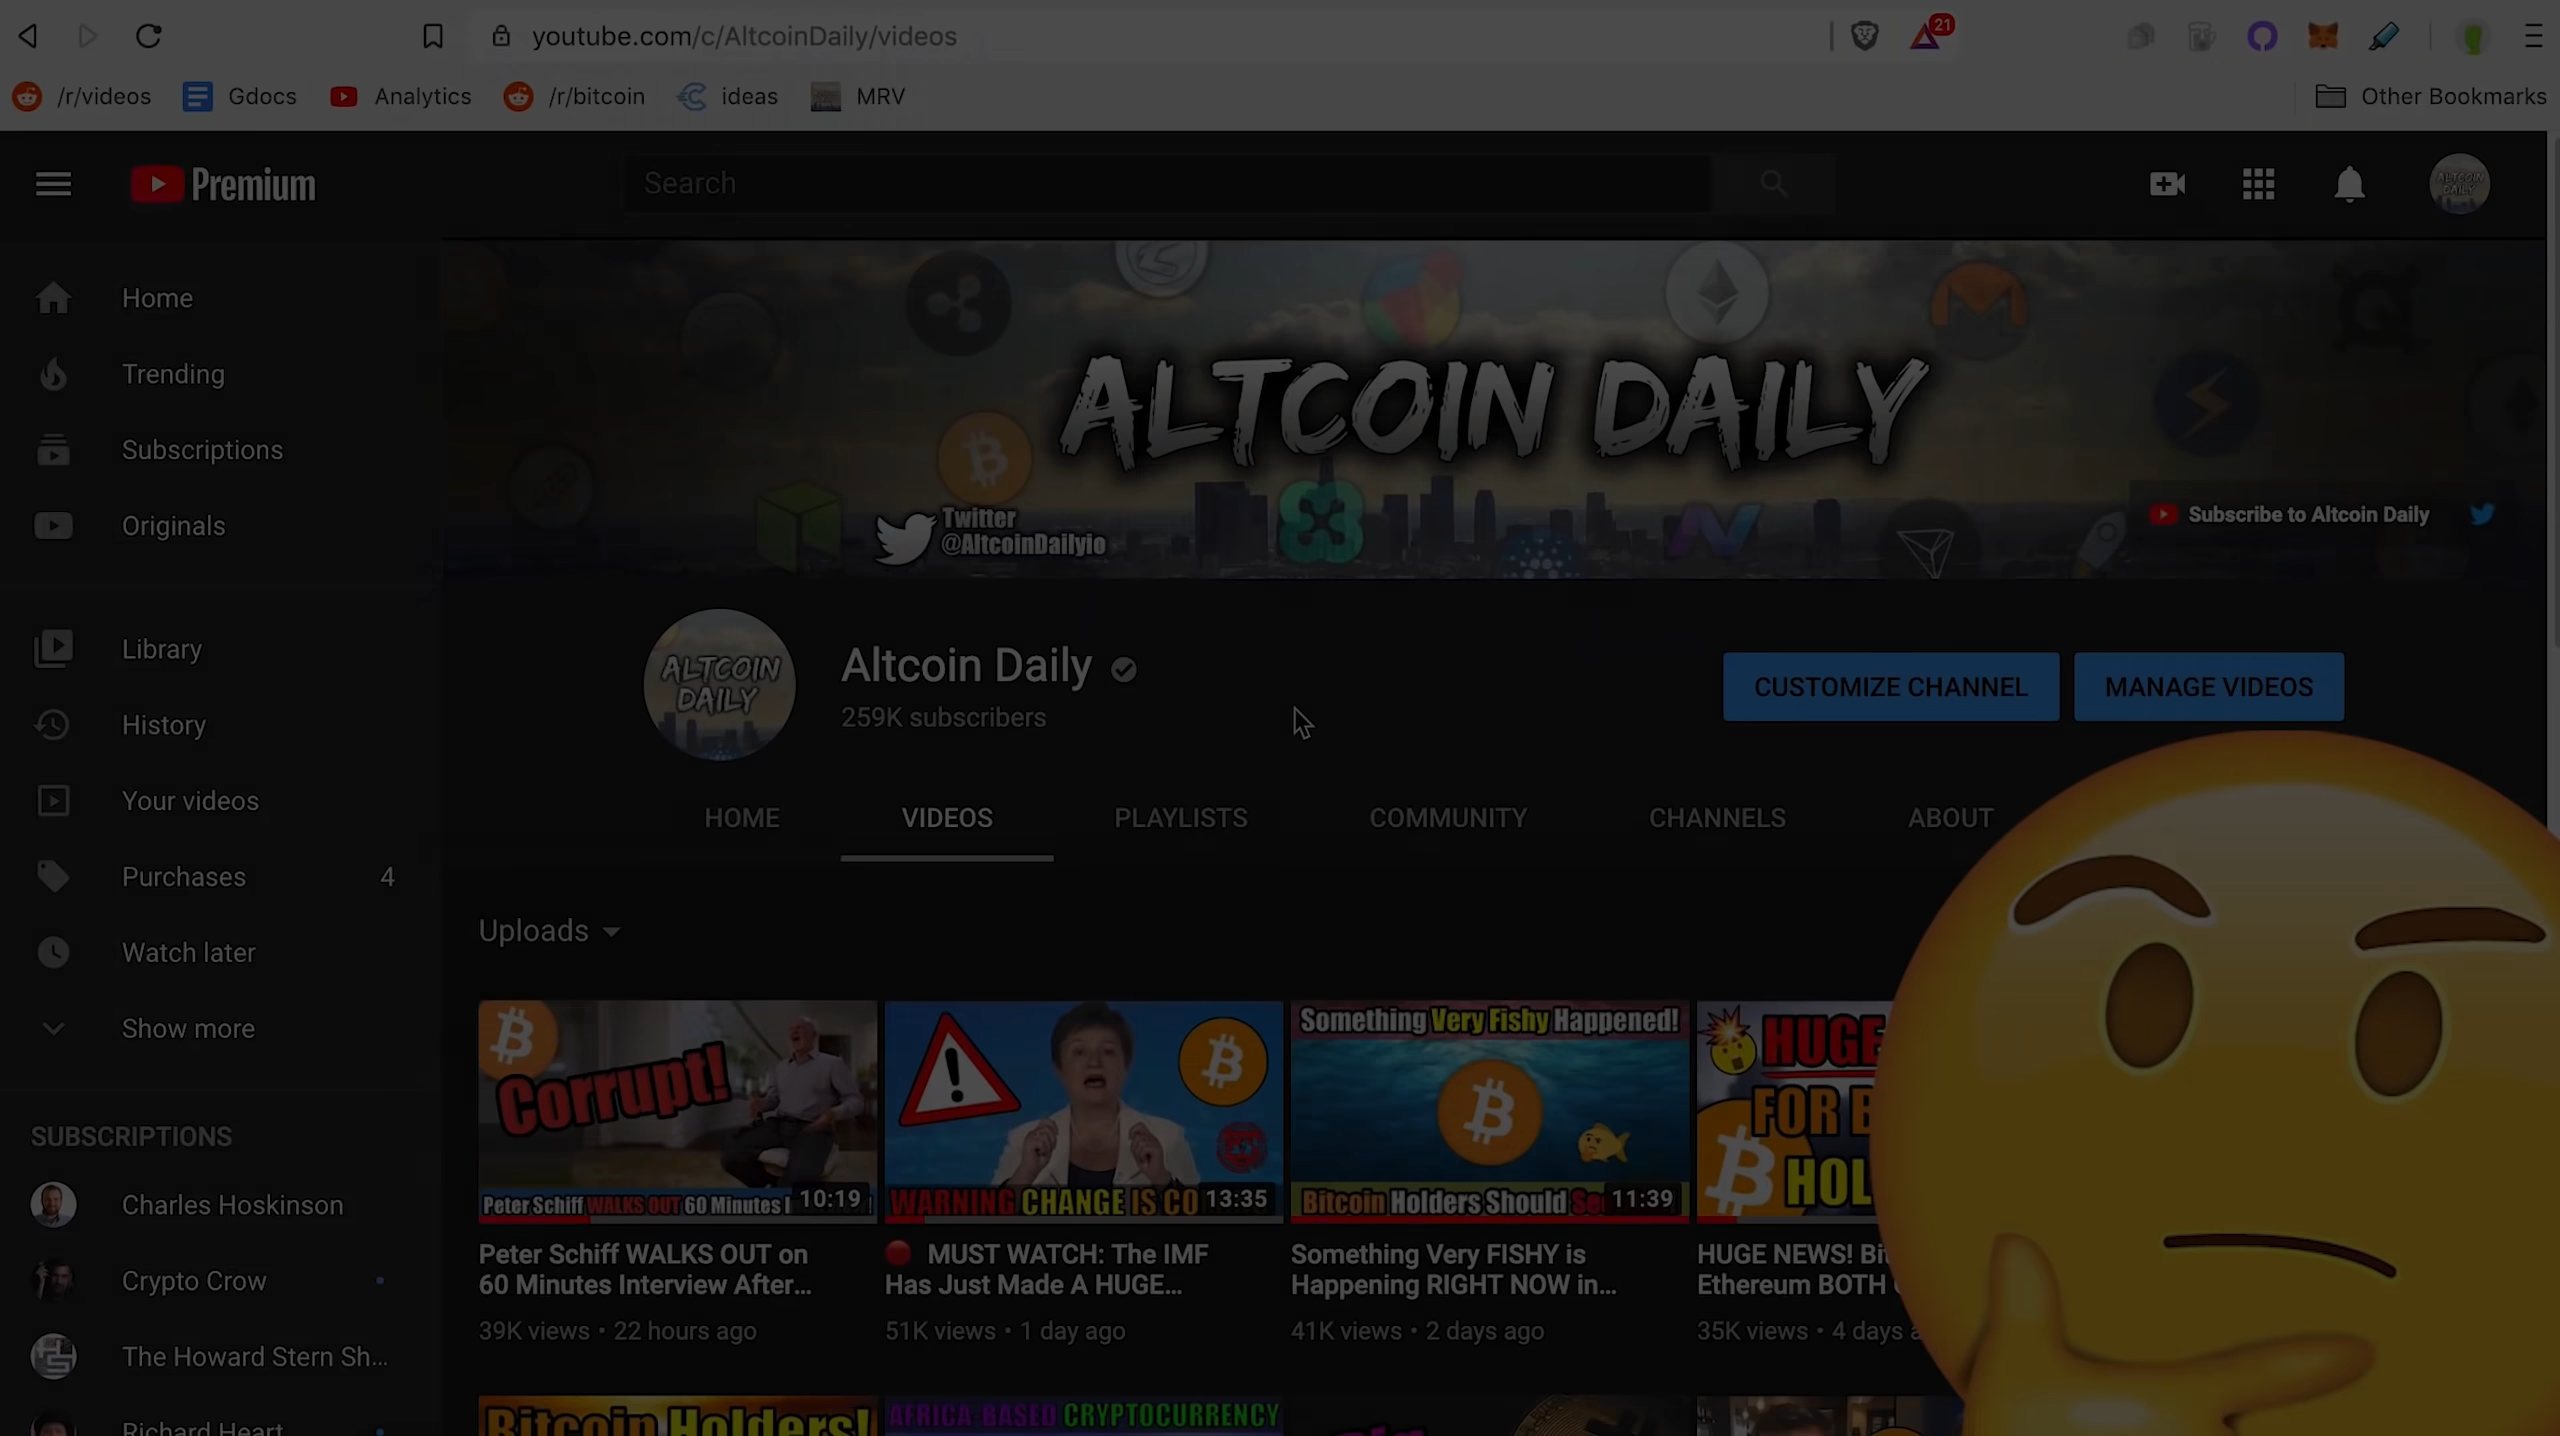 youtube.com/c/AltcoinDaily/videos
21
/r/videos
Gdocs
Analytics
/r/bitcoin
ideas
MRV
Other Bookmarks
Premium
Search
ALTCOIN DAILY
Home
Trending
Subscriptions
Originals
ALTCOIN DAILY
Twitter
@AltcoinDailyio
Subscribe to Altcoin Daily
Library
History
Your videos
Purchases 4
Watch later
Show more
ALTCOIN
DAILY
Altcoin Daily
259K subscribers
CUSTOMIZE CHANNEL
MANAGE VIDEOS
HOME
VIDEOS
PLAYLISTS
COMMUNITY
CHANNELS
ABOUT
Uploads
Corrupt!
Peter Schiff WALKS OUT 60 Minutes
10:19
Peter Schiff WALKS OUT on
60 Minutes Interview After...
39K views • 22 hours ago
WARNING CHANGE IS CO
13:35
MUST WATCH: The IMF
Has Just Made A HUGE...
51K views • 1 day ago
Something Very Fishy Happened!
Bitcoin Holders Should Se
11:39
Something Very FISHY is
Happening RIGHT NOW in...
41K views • 2 days ago
HUGE
FOR B
HOL
HUGE NEWS! Bit
Ethereum BOTH
35K views • 4 days a
SUBSCRIPTIONS
Charles Hoskinson
Crypto Crow
The Howard Stern Sh...
Richard Heart
Bitcoin Holders!
AFRICA BASED CRYPTOCURRENCY